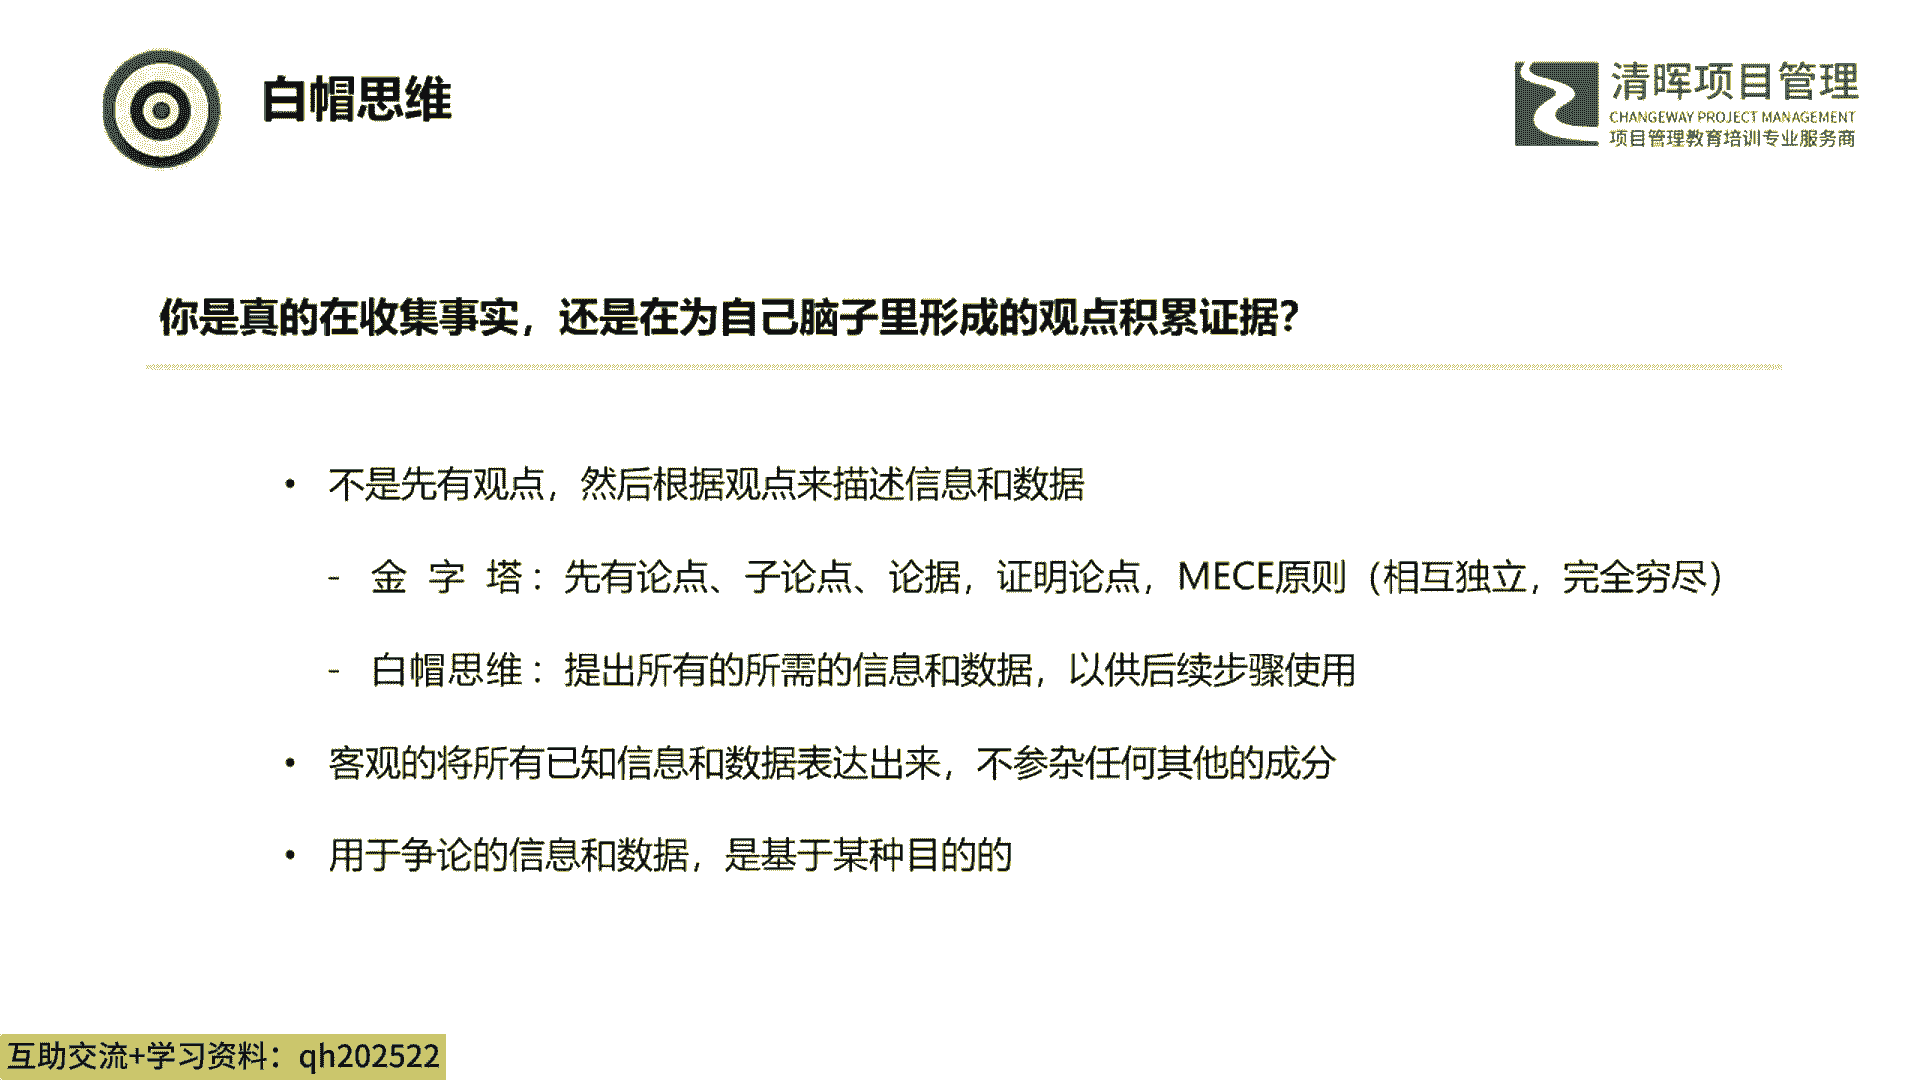 白帽思维
清晖项目管理
CHANGEWAY PROJECT MANAGEMENT
项目管理教育培训专业服务商
你是真的在收集事实，还是在为自己脑子里形成的观点积累证据？
• 不是先有观点，然后根据观点来描述信息和数据
- 金 字 塔：先有论点、子论点、论据，证明论点，MECE原则（相互独立，完全穷尽）
- 白帽思维：提出所有的所需的信息和数据，以供后续步骤使用
• 客观的将所有已知信息和数据表达出来，不参杂任何其他的成分
• 用于争论的信息和数据，是基于某种目的的
互助交流+学习资料：qh202522